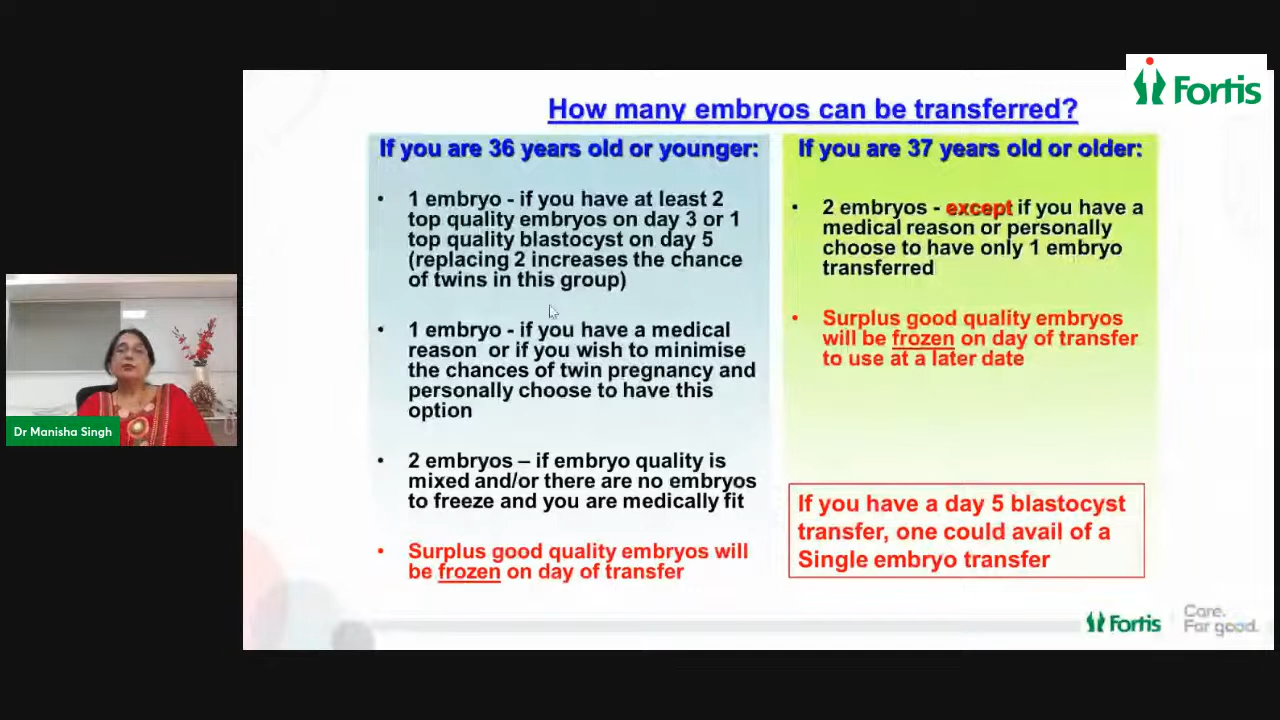 Fortis
How many embryos can be transferred?
If you are 36 years old or younger:
• 1 embryo - if you have at least 2
top quality embryos on day 3 or 1
top quality blastocyst on day 5
(replacing 2 increases the chance
of twins in this group)
• 1 embryo - if you have a medical
reason or if you wish to minimise
the chances of twin pregnancy and
personally choose to have this
option
• 2 embryos – if embryo quality is
mixed and/or there are no embryos
to freeze and you are medically fit
• Surplus good quality embryos will
be frozen on day of transfer
If you are 37 years old or older:
• 2 embryos - except if you have a
medical reason or personally
choose to have only 1 embryo
transferred
• Surplus good quality embryos
will be frozen on day of transfer
to use at a later date
If you have a day 5 blastocyst
transfer, one could avail of a
Single embryo transfer
Dr Manisha Singh
Fortis
Care.
For good.